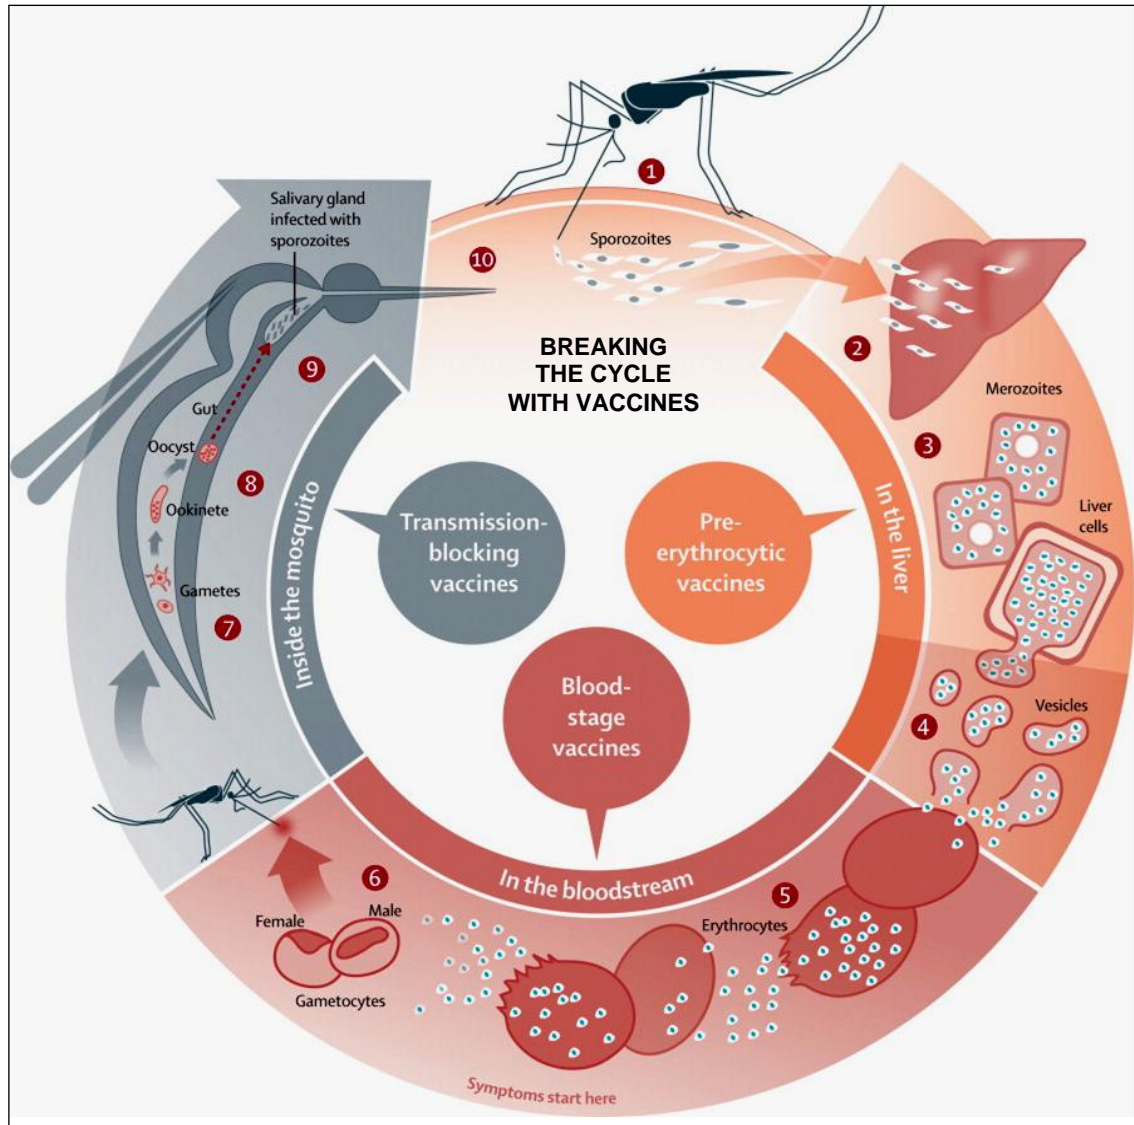 1
Salivary gland
infected with
sporozoites
10
Sporozoites
BREAKING
THE CYCLE
WITH VACCINES
2
9
Merozoites
Gut
3
Oocyst
8
Ookinete
Liver
cells
Inside the mosquito
Transmission-
blocking
vaccines
Pre-
erythrocytic
vaccines
In the liver
Gametes
7
Blood-
stage
vaccines
Vesicles
4
In the bloodstream
6
5
Female
Male
Erythrocytes
Gametocytes
Symptoms start here